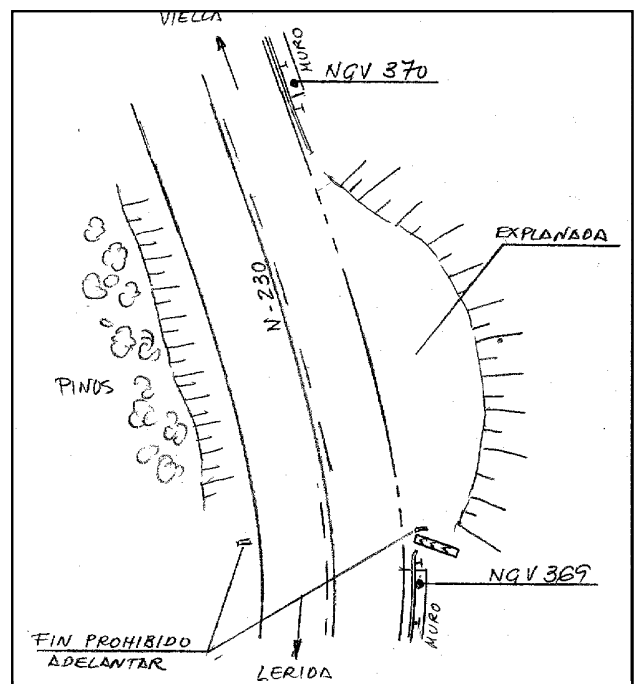 VIELLA
MURO
NGV 370
EXPLANADA
N-230
PINOS
NGV 369
MURO
FIN PROHIBIDO
ADELANTAR
LERIDA